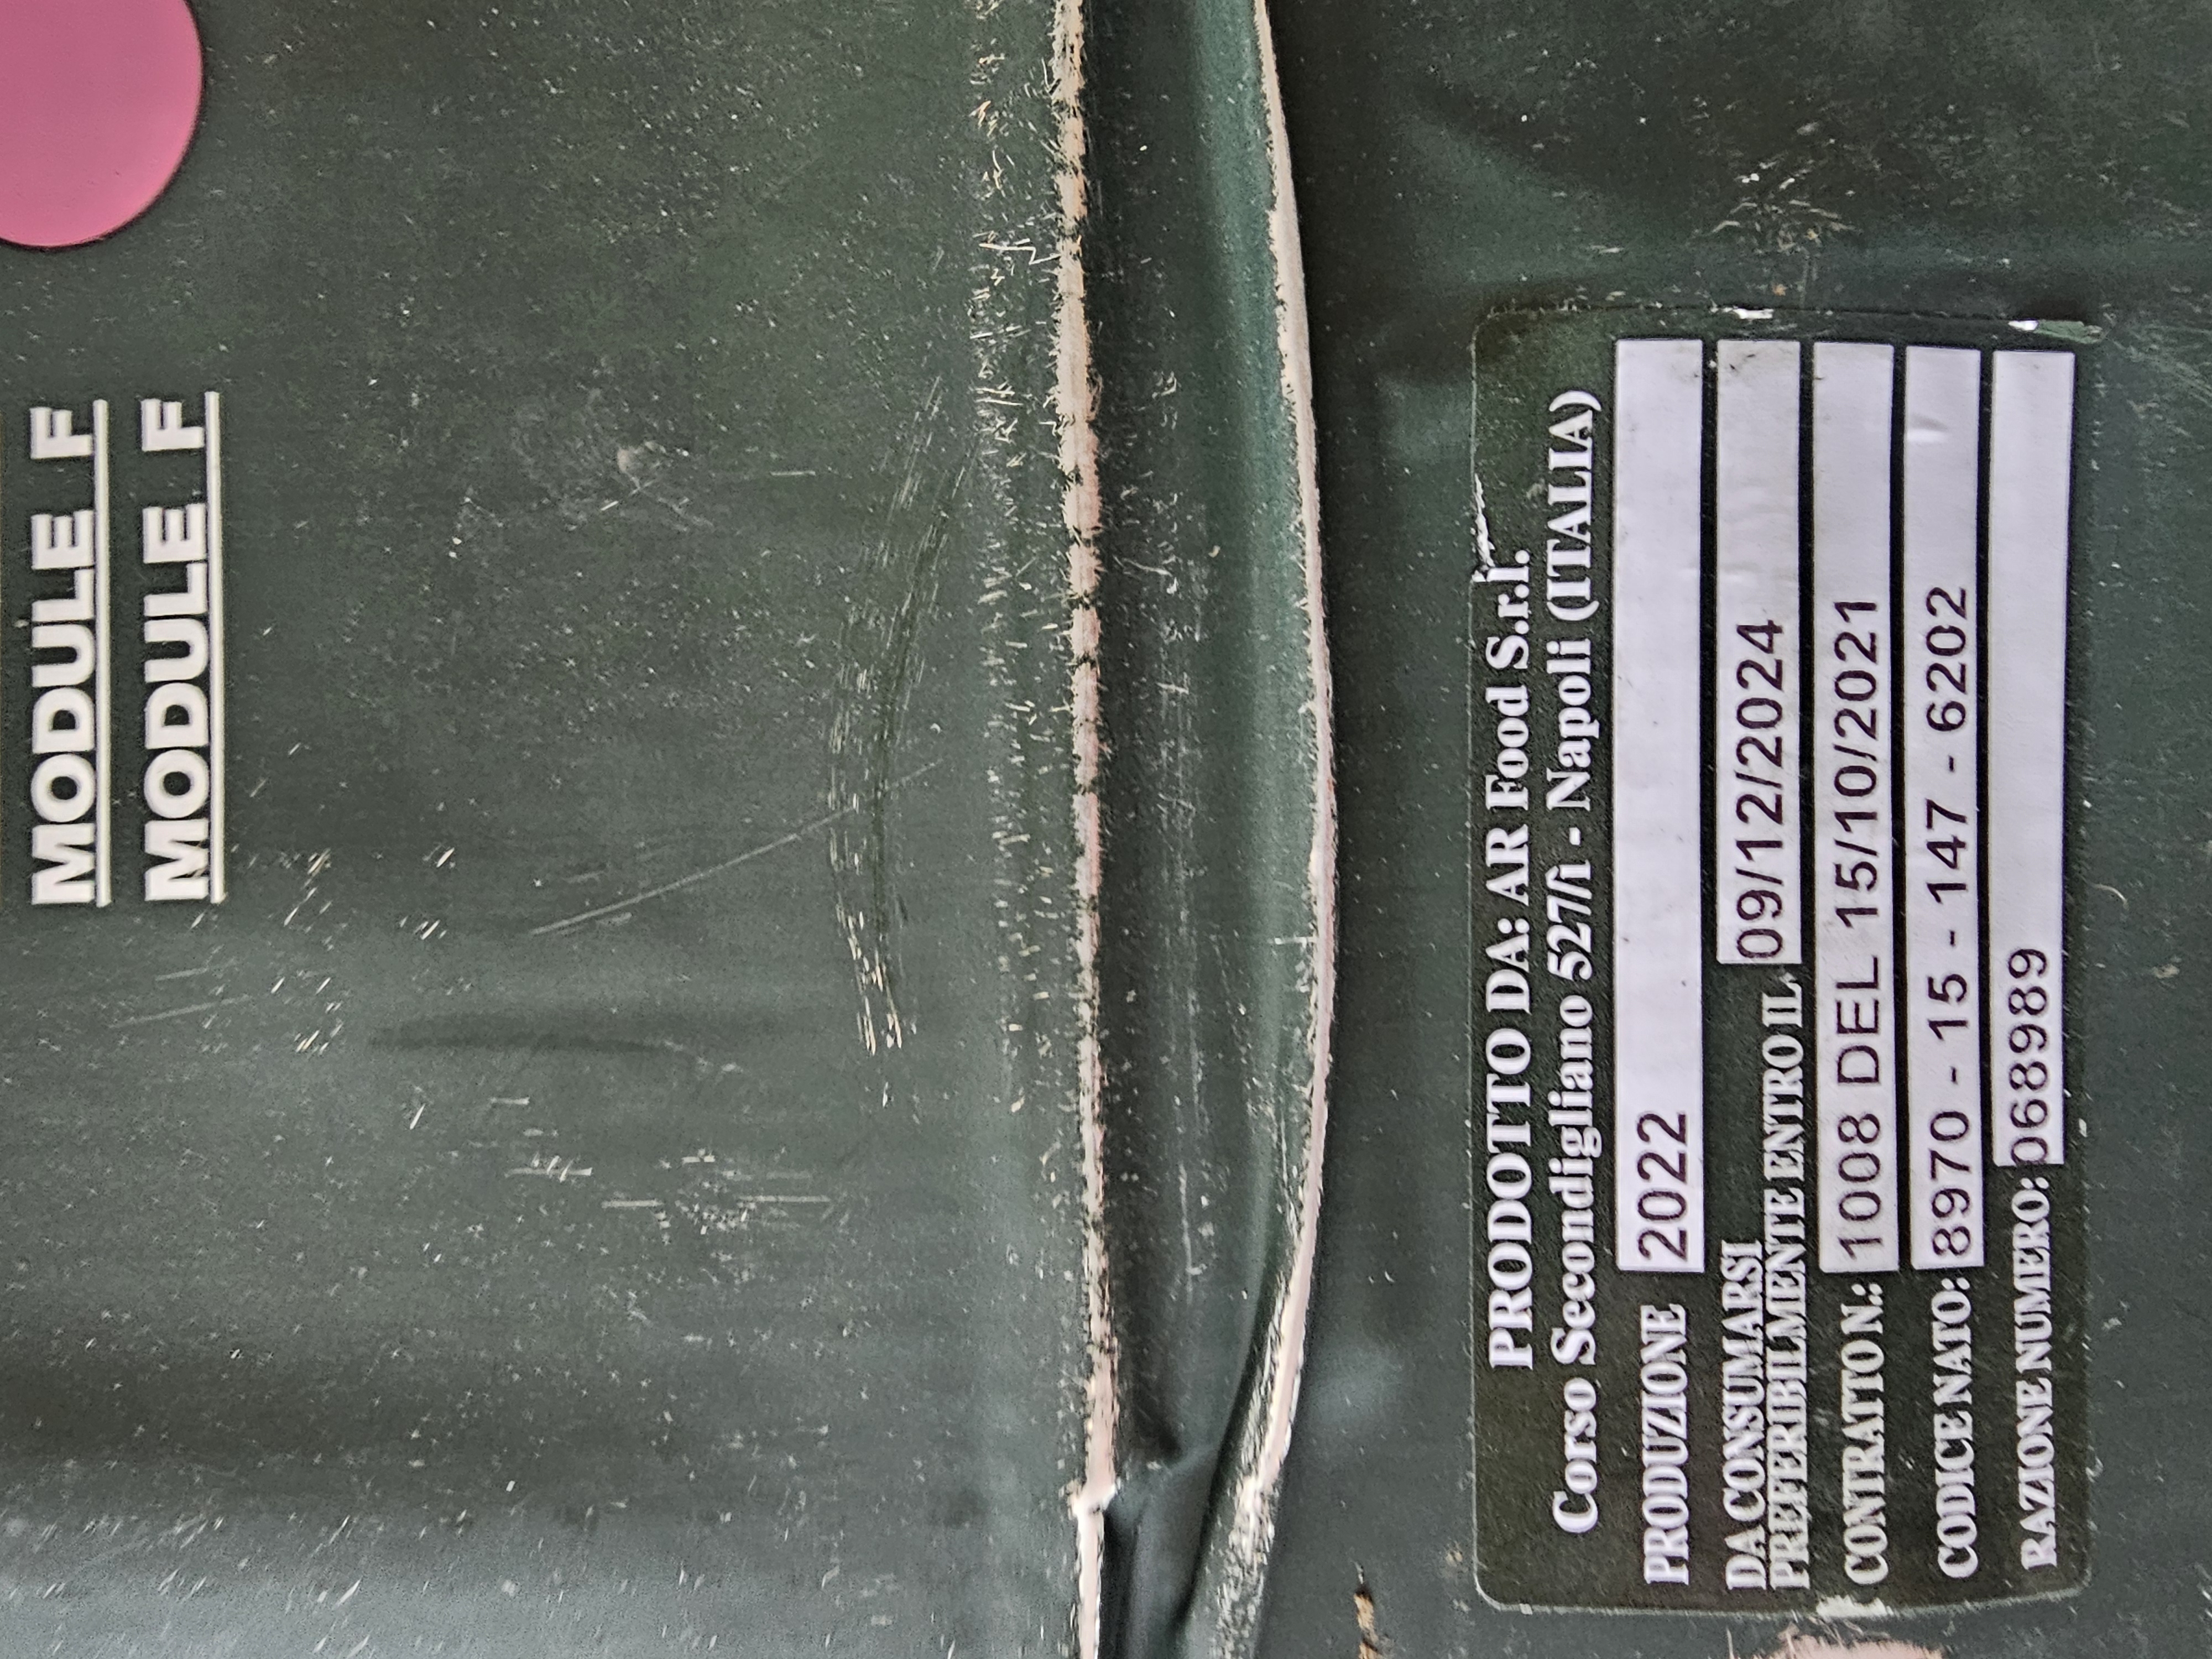 MODULE F
MODULE F
PRODOTTO DA: AR Food S.r.l.
Corso Secondigliano 527/i - Napoli (ITALIA)
PRODUZIONE 2022
DA CONSUMARSI
PREFERIBILMENTE ENTRO IL 09/12/2024
CONTRATTO N.: 1008 DEL 15/10/2021
CODICE NATO: 8970 - 15 - 147 - 6202
RAZIONE NUMERO: 068989